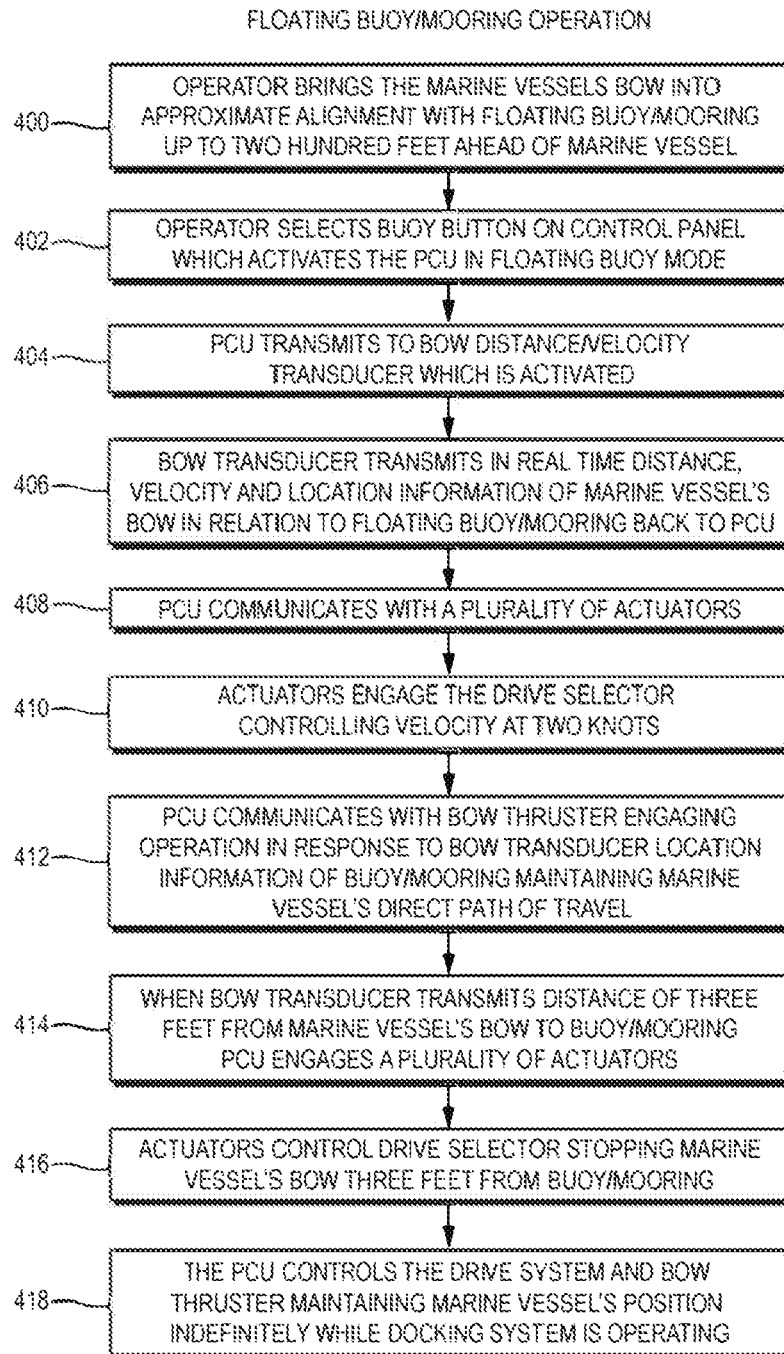 FLOATING BUOY/MOORING OPERATION
400
OPERATOR BRINGS THE MARINE VESSELS BOW INTO
APPROXIMATE ALIGNMENT WITH FLOATING BUOY/MOORING
UP TO TWO HUNDRED FEET AHEAD OF MARINE VESSEL
402
OPERATOR SELECTS BUOY BUTTON ON CONTROL PANEL
WHICH ACTIVATES THE PCU IN FLOATING BUOY MODE
404
PCU TRANSMITS TO BOW DISTANCE/VELOCITY
TRANSDUCER WHICH IS ACTIVATED
406
BOW TRANSDUCER TRANSMITS IN REAL TIME DISTANCE,
VELOCITY AND LOCATION INFORMATION OF MARINE VESSEL'S
BOW IN RELATION TO FLOATING BUOY/MOORING BACK TO PCU
408
PCU COMMUNICATES WITH A PLURALITY OF ACTUATORS
410
ACTUATORS ENGAGE THE DRIVE SELECTOR
CONTROLLING VELOCITY AT TWO KNOTS
412
PCU COMMUNICATES WITH BOW THRUSTER ENGAGING
OPERATION IN RESPONSE TO BOW TRANSDUCER LOCATION
INFORMATION OF BUOY/MOORING MAINTAINING MARINE
VESSEL'S DIRECT PATH OF TRAVEL
414
WHEN BOW TRANSDUCER TRANSMITS DISTANCE OF THREE
FEET FROM MARINE VESSEL'S BOW TO BUOY/MOORING
PCU ENGAGES A PLURALITY OF ACTUATORS
416
ACTUATORS CONTROL DRIVE SELECTOR STOPPING MARINE
VESSEL'S BOW THREE FEET FROM BUOY/MOORING
418
THE PCU CONTROLS THE DRIVE SYSTEM AND BOW
THRUSTER MAINTAINING MARINE VESSEL'S POSITION
INDEFINITELY WHILE DOCKING SYSTEM IS OPERATING